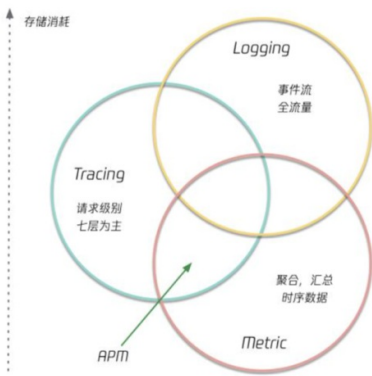 存储消耗
Logging
事件流
全流量
Tracing
请求级别
七层为主
聚合，汇总
时序数据
Metric
APM